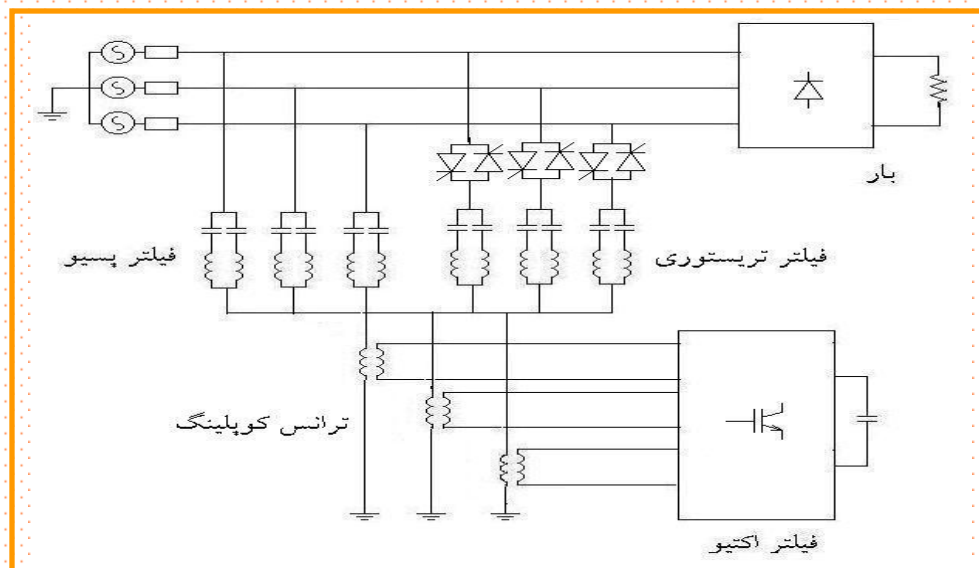 بار
فیلتر پسیو
فیلتر تریستوری
ترانس کوپلینگ
فیلتر اکتیو